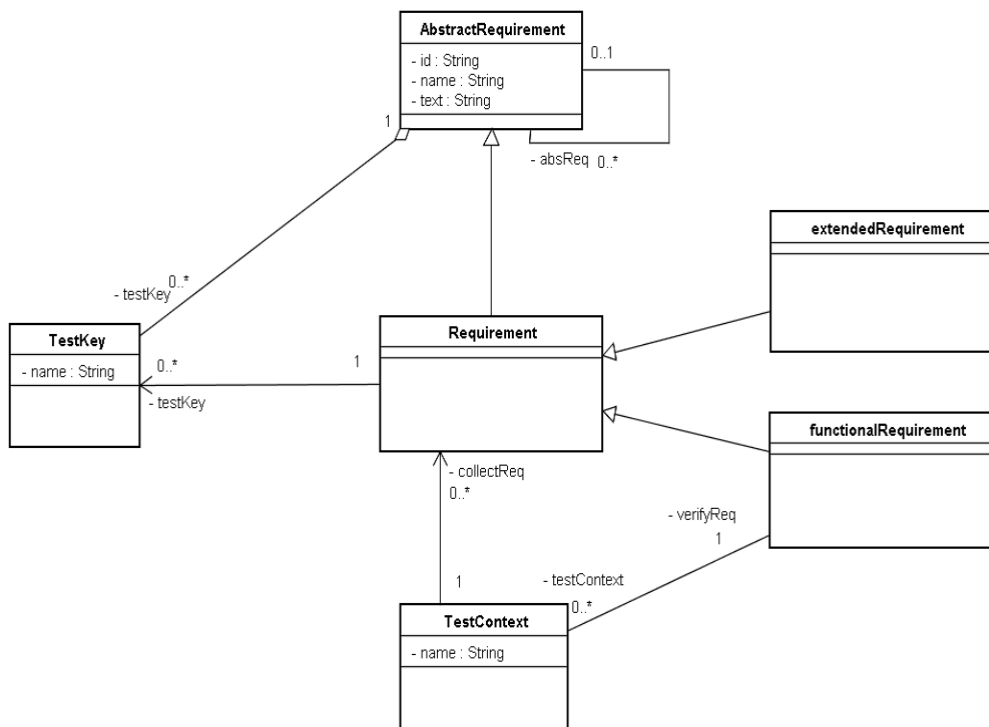 AbstractRequirement
- id : String
- name : String
- text : String
0..1
1
- absReq 0..*
extendedRequirement
0..*
- testKey
TestKey
- name : String
Requirement
0..*
1
- testKey
functionalRequirement
- collectReq
0..*
- verifyReq
1
1
- testContext
0..*
TestContext
- name : String